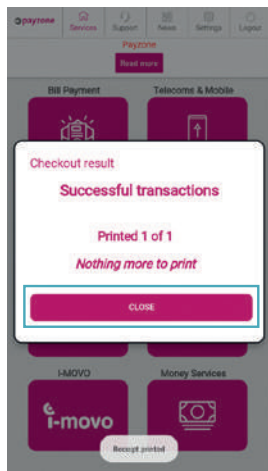 payzone
Services
Support
News
Settings
Logout
Payzone
Read more
Bill Payment
Telecoms & Mobile
Checkout result
Successful transactions
Printed 1 of 1
Nothing more to print
CLOSE
i-MOVO
Money Services
i-movo
Receipt printed